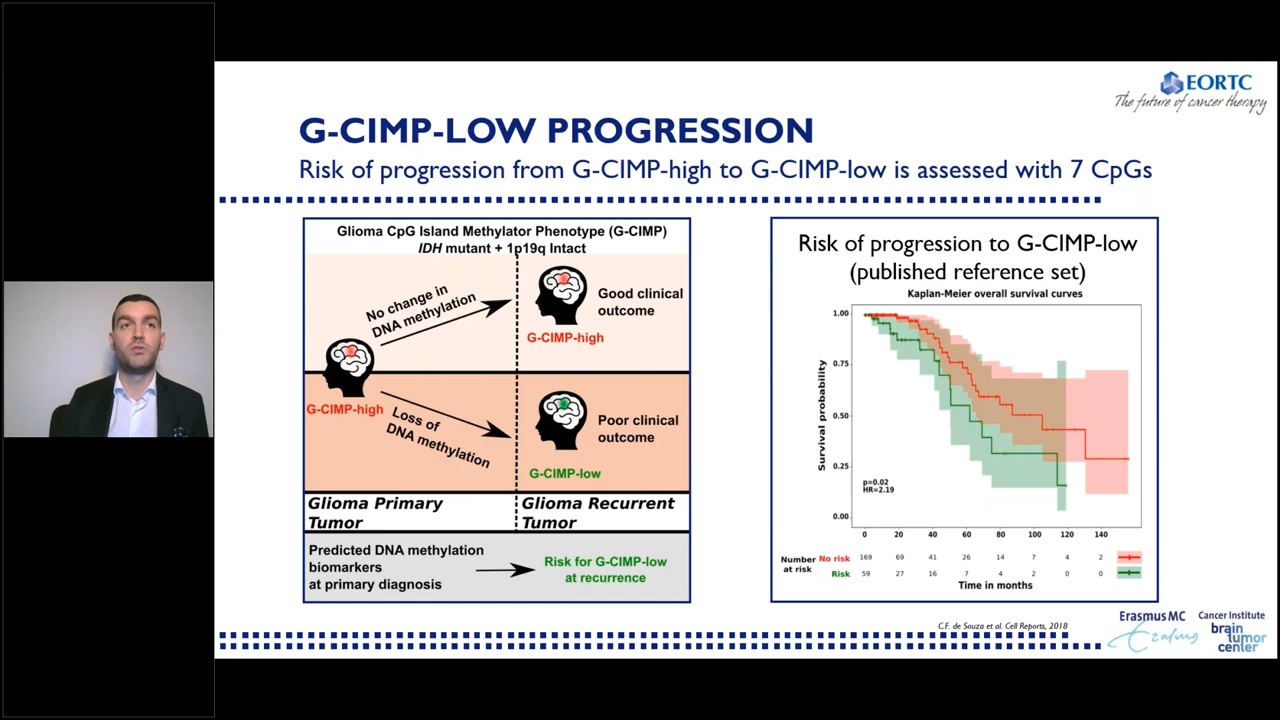 EORTC
The future of cancer therapy
G-CIMP-LOW PROGRESSION
Risk of progression from G-CIMP-high to G-CIMP-low is assessed with 7 CpGs
Glioma CpG Island Methylator Phenotype (G-CIMP)
IDH mutant + 1p19q Intact
No change in
DNA methylation
Good clinical
outcome
G-CIMP-high
G-CIMP-high
Loss of
DNA methylation
Poor clinical
outcome
G-CIMP-low
Glioma Primary
Tumor
Glioma Recurrent
Tumor
Predicted DNA methylation
biomarkers
at primary diagnosis
Risk for G-CIMP-low
at recurrence
Risk of progression to G-CIMP-low
(published reference set)
Kaplan-Meier overall survival curves
Survival probability
1.00
0.75
0.50
0.25
0.00
p=0.02
HR=2.19
0 20 40 60 80 100 120 140
Number
at risk
No risk 169 69 41 26 14 7 4 2
Risk 59 27 16 7 4 2 0 0
Time in months
C.F. de Souza et al. Cell Reports, 2018
Erasmus MC
Erasmus
Cancer Institute
brain
tumor
center